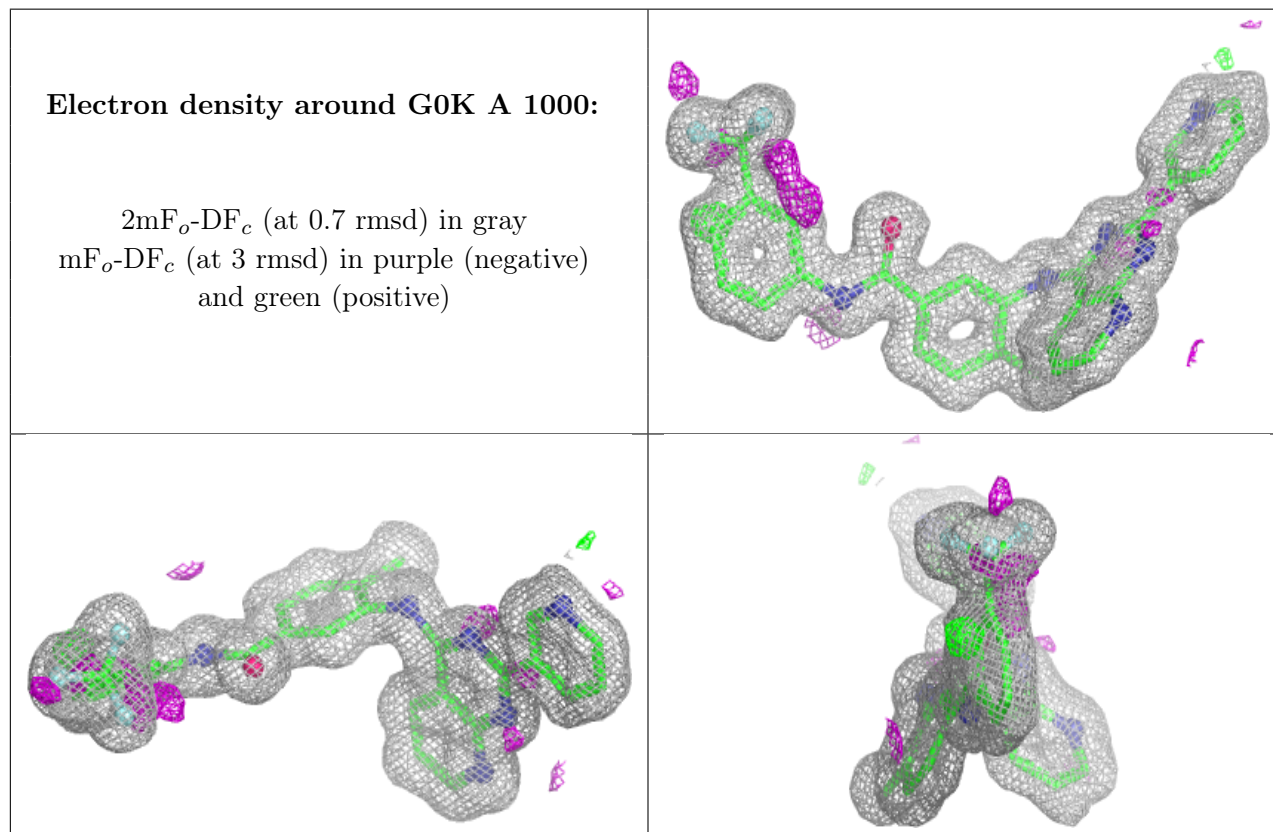 Electron density around G0K A 1000:
2mFₒ-DF𝒸 (at 0.7 rmsd) in gray
mFₒ-DF𝒸 (at 3 rmsd) in purple (negative)
and green (positive)